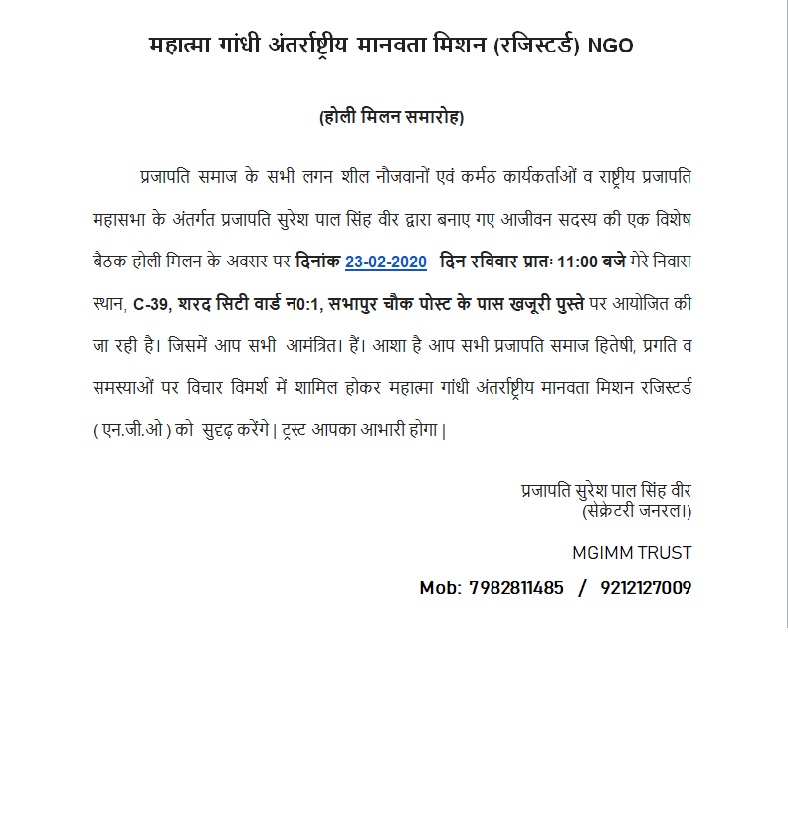 महात्मा गांधी अंतर्राष्ट्रीय मानवता मिशन (रजिस्टर्ड) NGO
(होली मिलन समारोह)
प्रजापति समाज के सभी लगन शील नौजवानों एवं कर्मठ कार्यकर्ताओं व राष्ट्रीय प्रजापति
महासभा के अंतर्गत प्रजापति सुरेश पाल सिंह वीर द्वारा बनाए गए आजीवन सदस्य की एक विशेष
बैठक होली मिलन के अवसर पर दिनांक 23-02-2020 दिन रविवार प्रातः 11:00 बजे मेरे निवास
स्थान, C-39, शरद सिटी वार्ड न0:1, सभापुर चौक पोस्ट के पास खजूरी पुस्ते पर आयोजित की
जा रही है। जिसमें आप सभी आमंत्रित। हैं। आशा है आप सभी प्रजापति समाज हितेषी, प्रगति व
समस्याओं पर विचार विमर्श में शामिल होकर महात्मा गांधी अंतर्राष्ट्रीय मानवता मिशन रजिस्टर्ड
( एन.जी.ओ ) को सुदृढ़ करेंगे | ट्रस्ट आपका आभारी होगा |
प्रजापति सुरेश पाल सिंह वीर
(सेक्रेटरी जनरल।)
MGIMM TRUST
Mob: 7982811485 / 9212127009